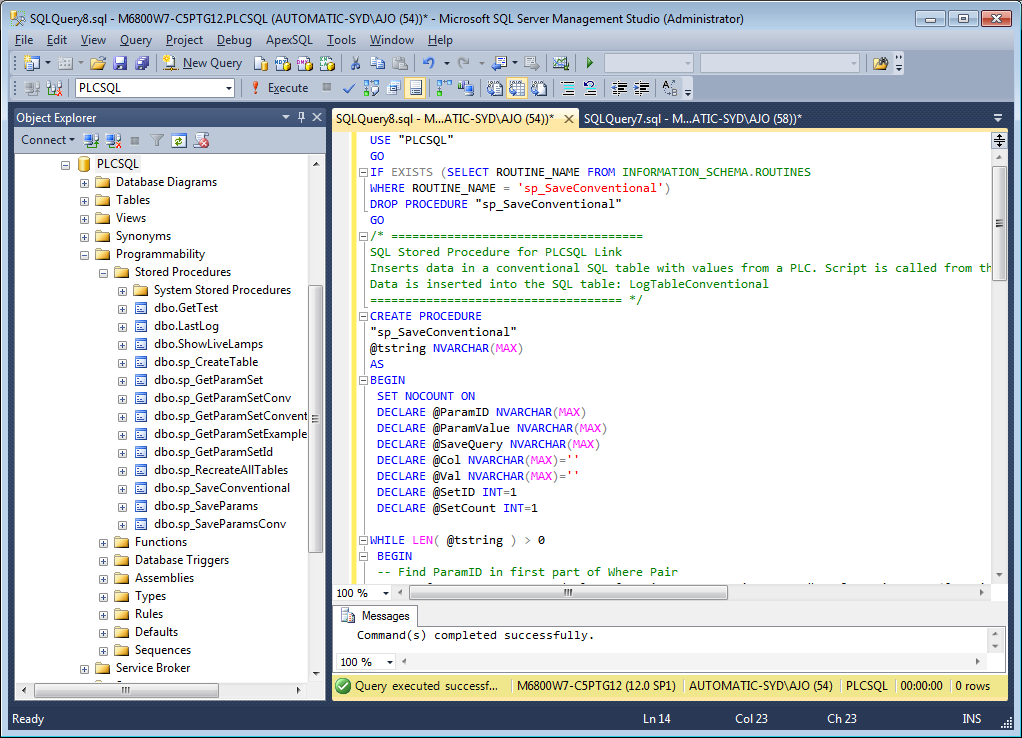 SQLQuery8.sql - M6800W7-C5PTG12.PLCSQL (AUTOMATIC-SYD\AJO (54))* - Microsoft SQL Server Management Studio (Administrator)
File Edit View Query Project Debug ApexSQL Tools Window Help
New Query
PLCSQL Execute
Object Explorer
Connect
PLCSQL
Database Diagrams
Tables
Views
Synonyms
Programmability
Stored Procedures
System Stored Procedures
dbo.GetTest
dbo.LastLog
dbo.ShowLiveLamps
dbo.sp_CreateTable
dbo.sp_GetParamSet
dbo.sp_GetParamSetConv
dbo.sp_GetParamSetConvent
dbo.sp_GetParamSetExample
dbo.sp_GetParamSetId
dbo.sp_RecreateAllTables
dbo.sp_SaveConventional
dbo.sp_SaveParams
dbo.sp_SaveParamsConv
Functions
Database Triggers
Assemblies
Types
Rules
Defaults
Sequences
Service Broker
SQLQuery8.sql - M...ATIC-SYD\AJO (54))* SQLQuery7.sql - M...ATIC-SYD\AJO (58))*
USE "PLCSQL"
GO
IF EXISTS (SELECT ROUTINE_NAME FROM INFORMATION_SCHEMA.ROUTINES
WHERE ROUTINE_NAME = 'sp_SaveConventional')
DROP PROCEDURE "sp_SaveConventional"
GO
/* ====================================
SQL Stored Procedure for PLCSQL Link
Inserts data in a conventional SQL table with values from a PLC. Script is called from th
Data is inserted into the SQL table: LogTableConventional
==================================== */
CREATE PROCEDURE
"sp_SaveConventional"
@tstring NVARCHAR(MAX)
AS
BEGIN
SET NOCOUNT ON
DECLARE @ParamID NVARCHAR(MAX)
DECLARE @ParamValue NVARCHAR(MAX)
DECLARE @SaveQuery NVARCHAR(MAX)
DECLARE @Col NVARCHAR(MAX)=''
DECLARE @Val NVARCHAR(MAX)=''
DECLARE @SetID INT=1
DECLARE @SetCount INT=1
WHILE LEN( @tstring ) > 0
BEGIN
-- Find ParamID in first part of Where Pair
100 %
Messages
Command(s) completed successfully.
100 %
Query executed successf... M6800W7-C5PTG12 (12.0 SP1) AUTOMATIC-SYD\AJO (54) PLCSQL 00:00:00 0 rows
Ready Ln 14 Col 23 Ch 23 INS